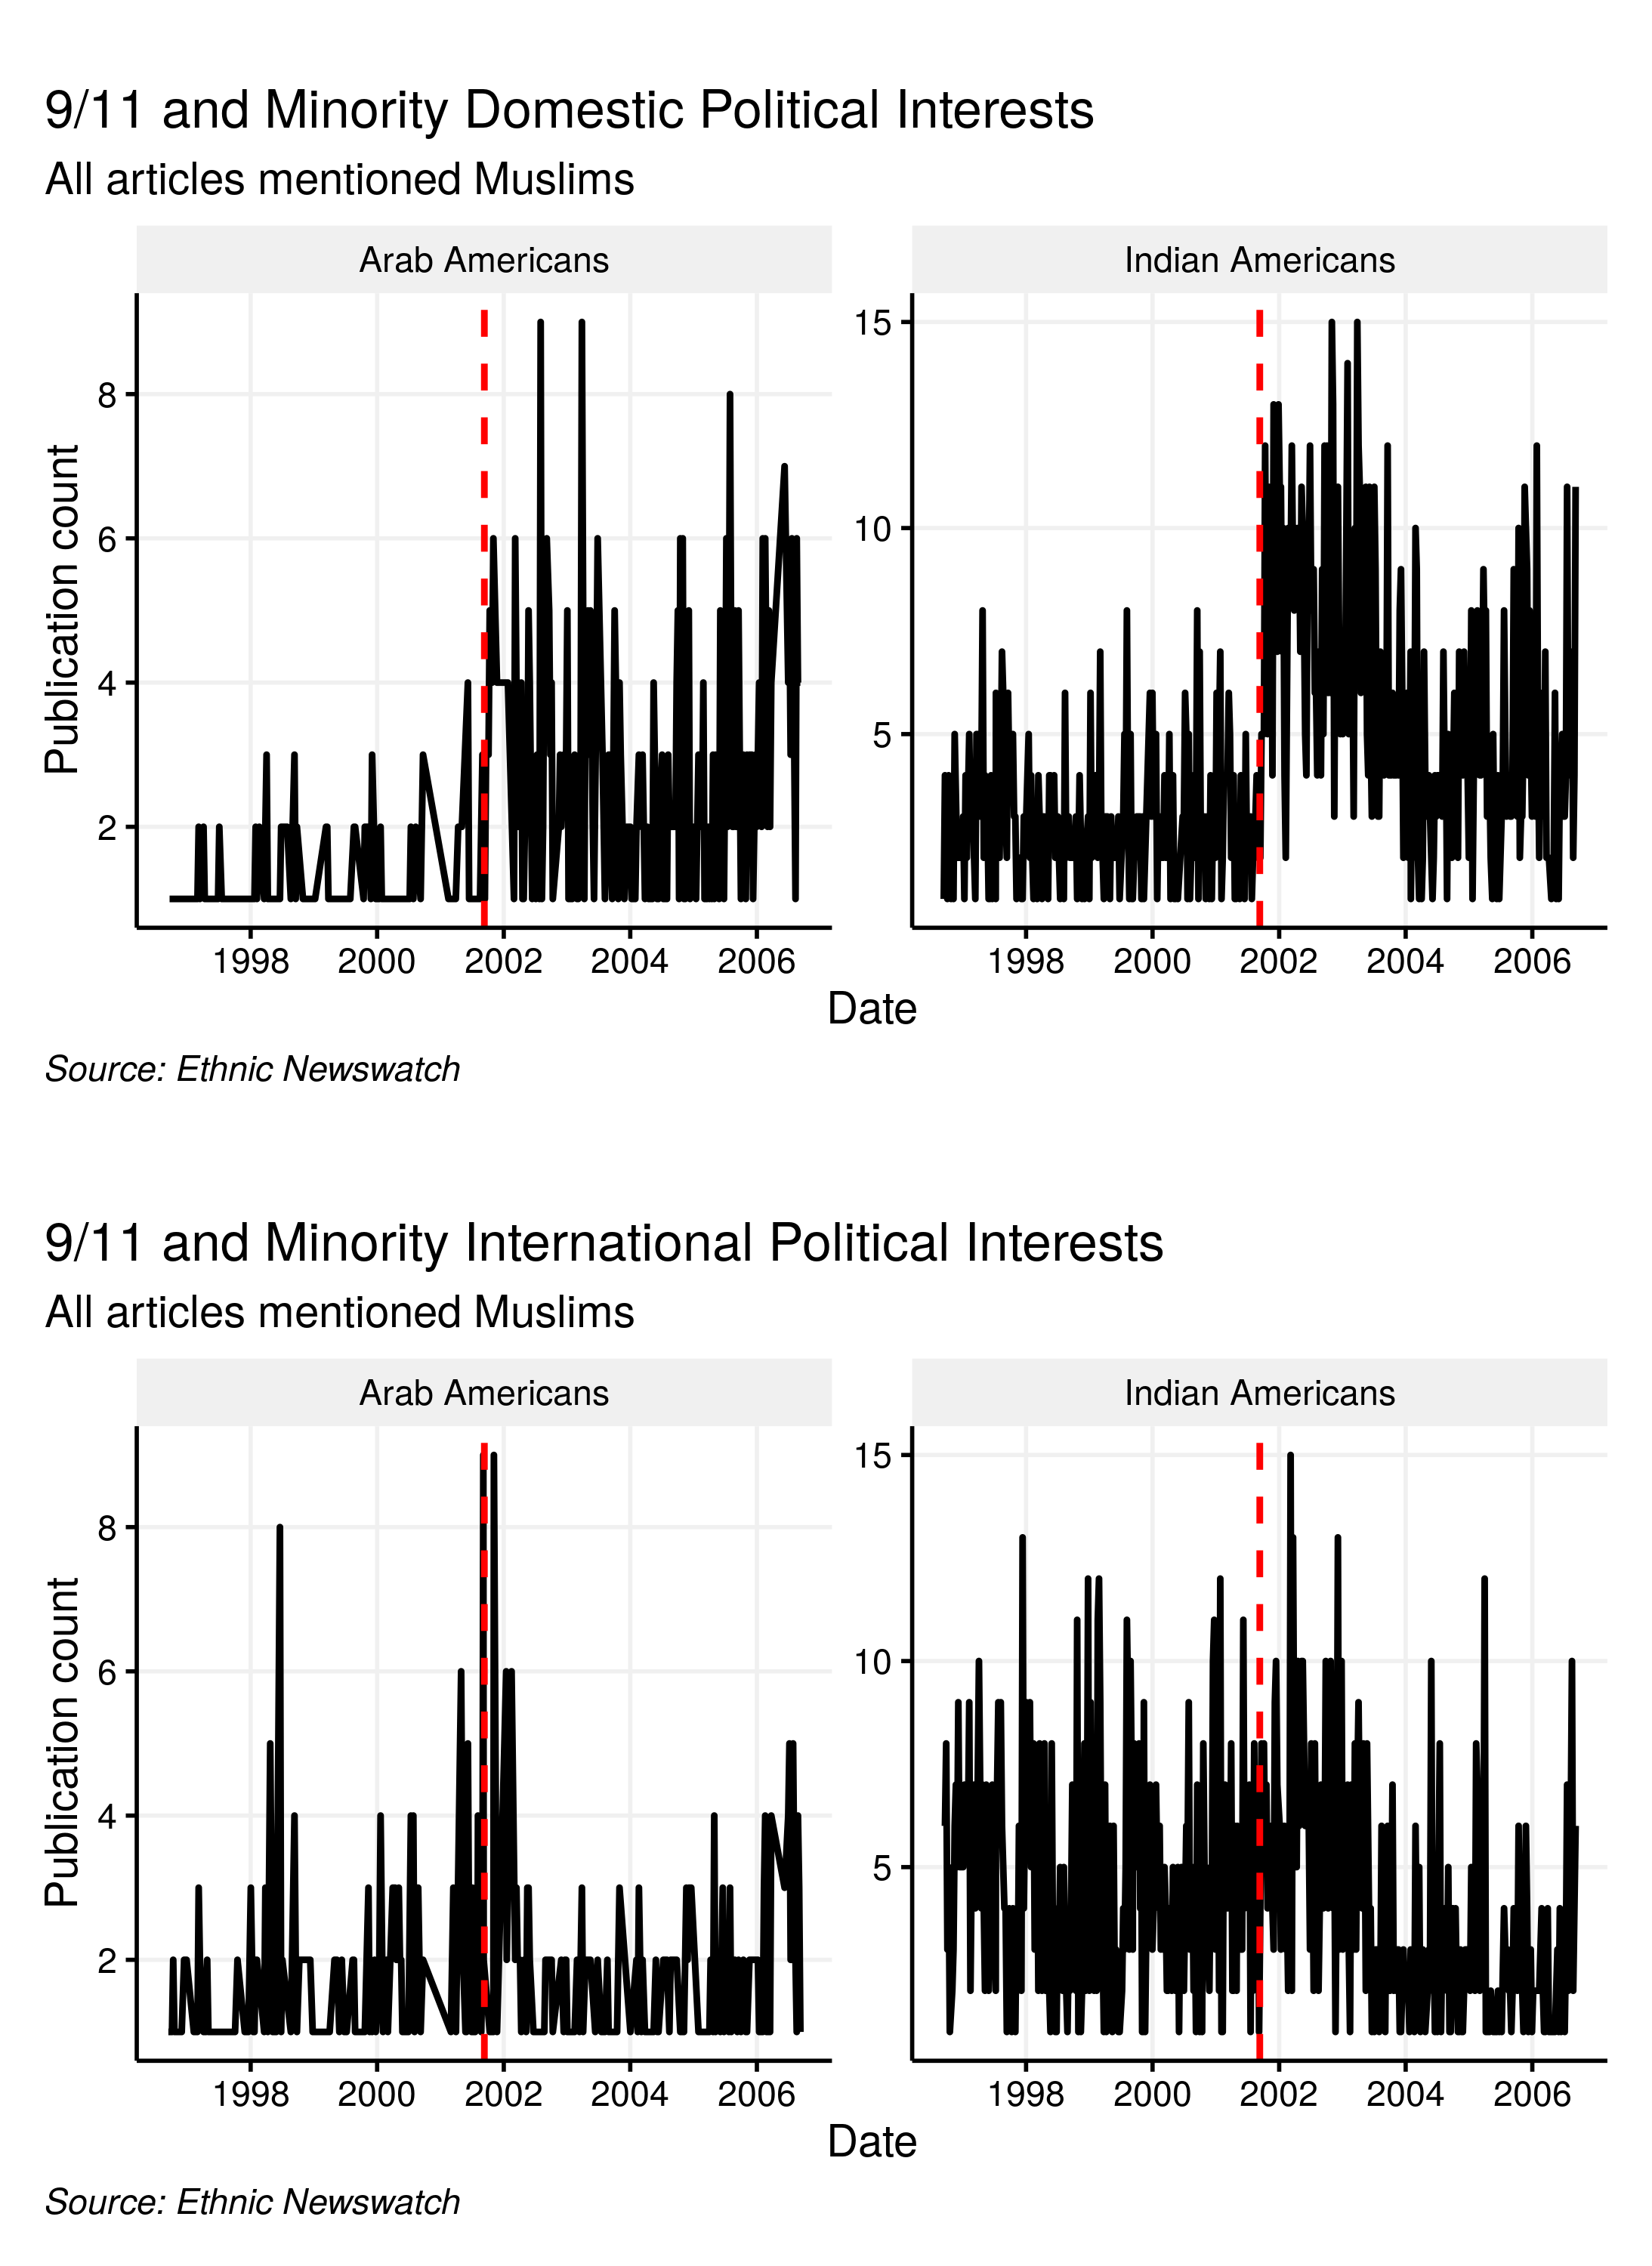 9/11 and Minority Domestic Political Interests
All articles mentioned Muslims
Arab Americans
Indian Americans
Publication count
8
6
4
2
15
10
5
1998 2000 2002 2004 2006
1998 2000 2002 2004 2006
Date
Source: Ethnic Newswatch
9/11 and Minority International Political Interests
All articles mentioned Muslims
Arab Americans
Indian Americans
Publication count
8
6
4
2
15
10
5
1998 2000 2002 2004 2006
1998 2000 2002 2004 2006
Date
Source: Ethnic Newswatch